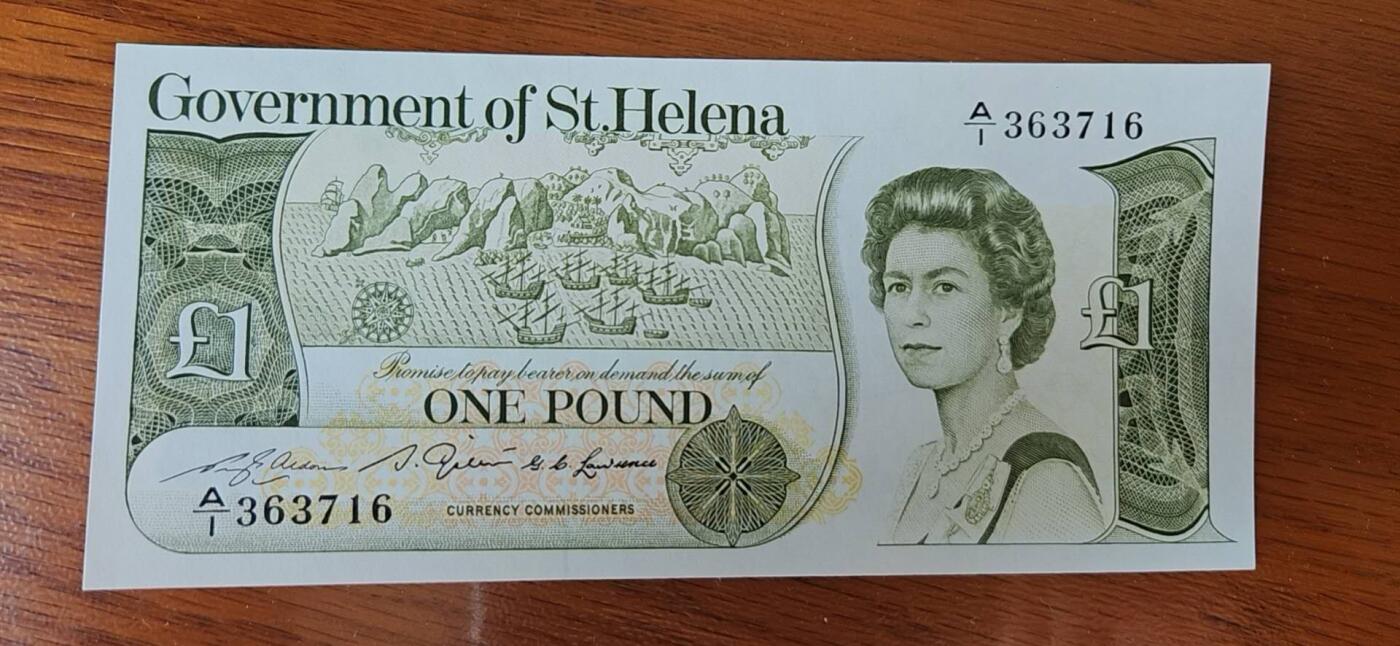 Government of St. Helena
A/1 363716
£1
£1
Promise to pay bearer, on demand, the sum of
ONE POUND
G. C. Lawrence
A/1 363716
CURRENCY COMMISSIONERS